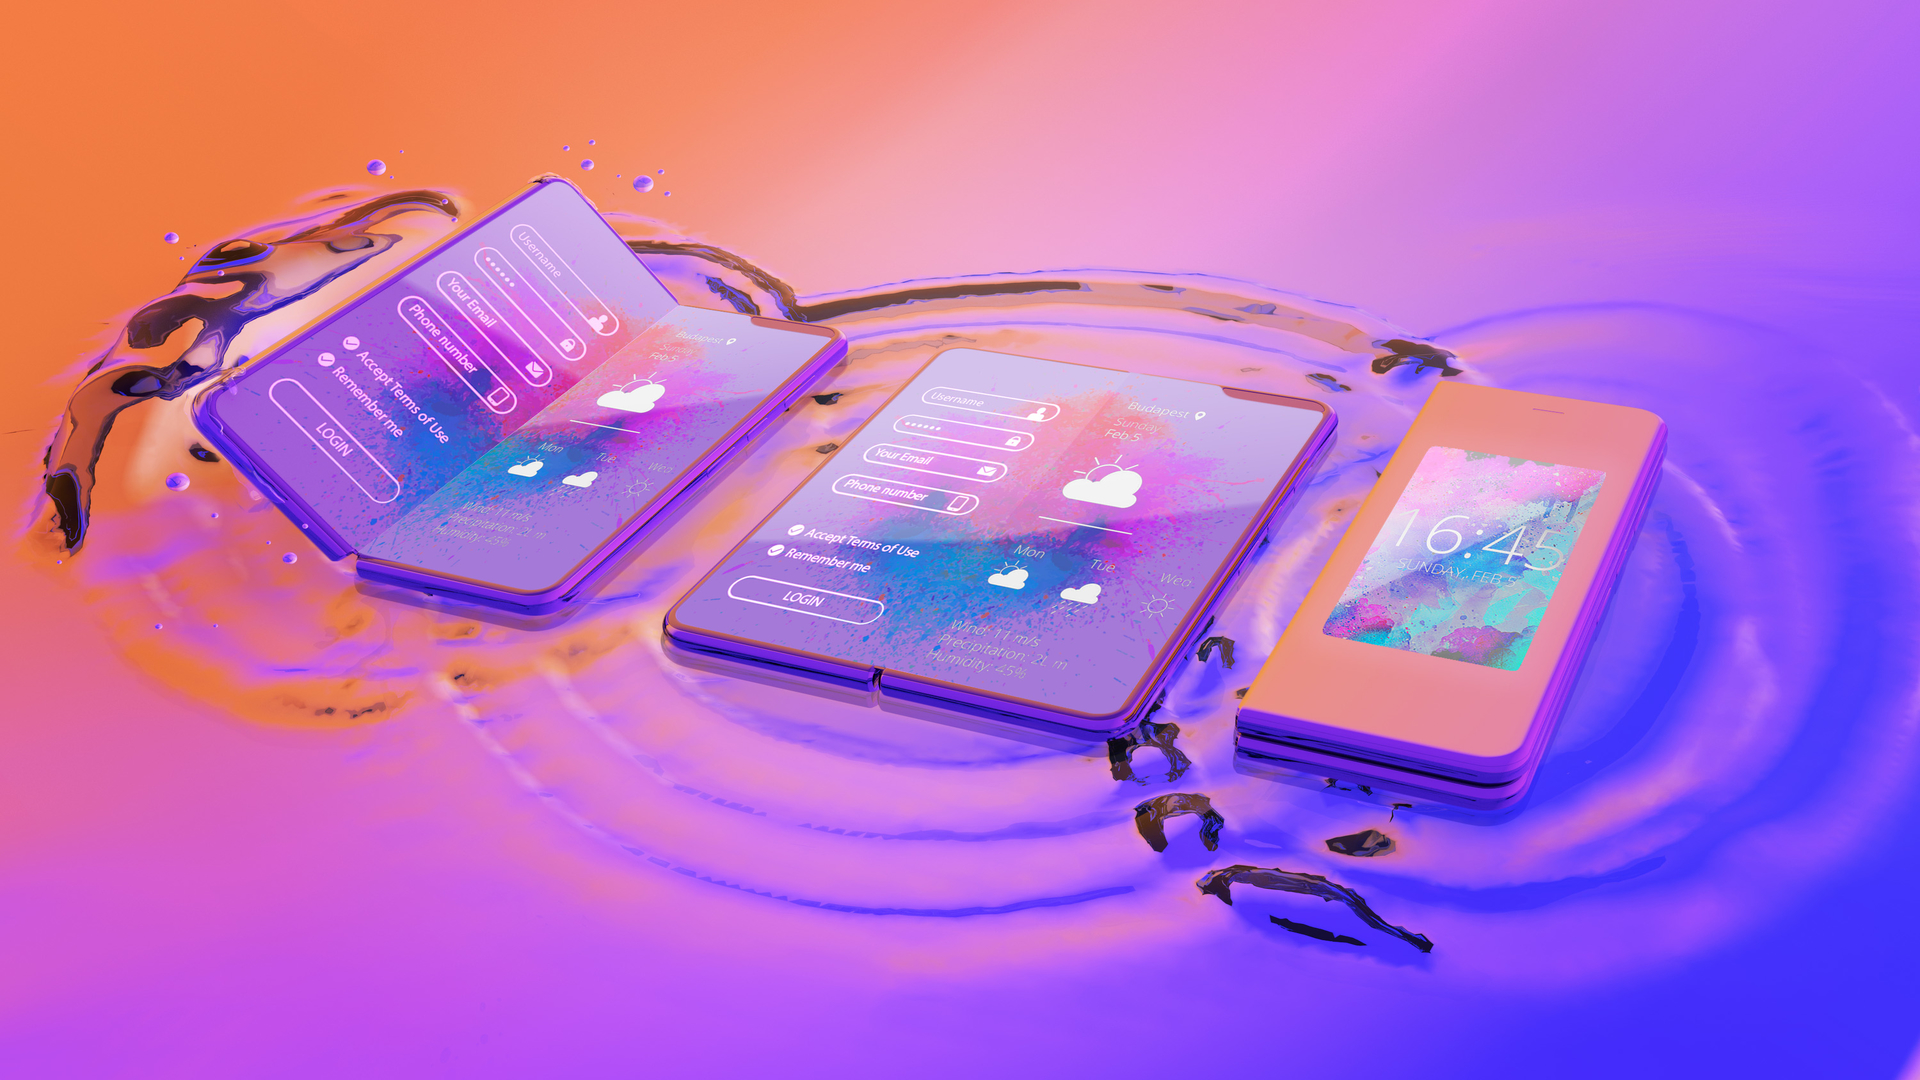 Username
••••••
Your Email
Phone number
Accept Terms of Use
Remember me
LOGIN
Budapest
Sunday
Feb 5
Mon Tue Wed
Wind: 11 m/s
Precipitation: 2L m
Humidity: 45%
Username
••••••
Your Email
Phone number
Accept Terms of Use
Remember me
LOGIN
Budapest
Sunday
Feb 5
Mon Tue Wed
Wind: 11 m/s
Precipitation: 2L m
Humidity: 45%
16:45
SUNDAY, FEB 5